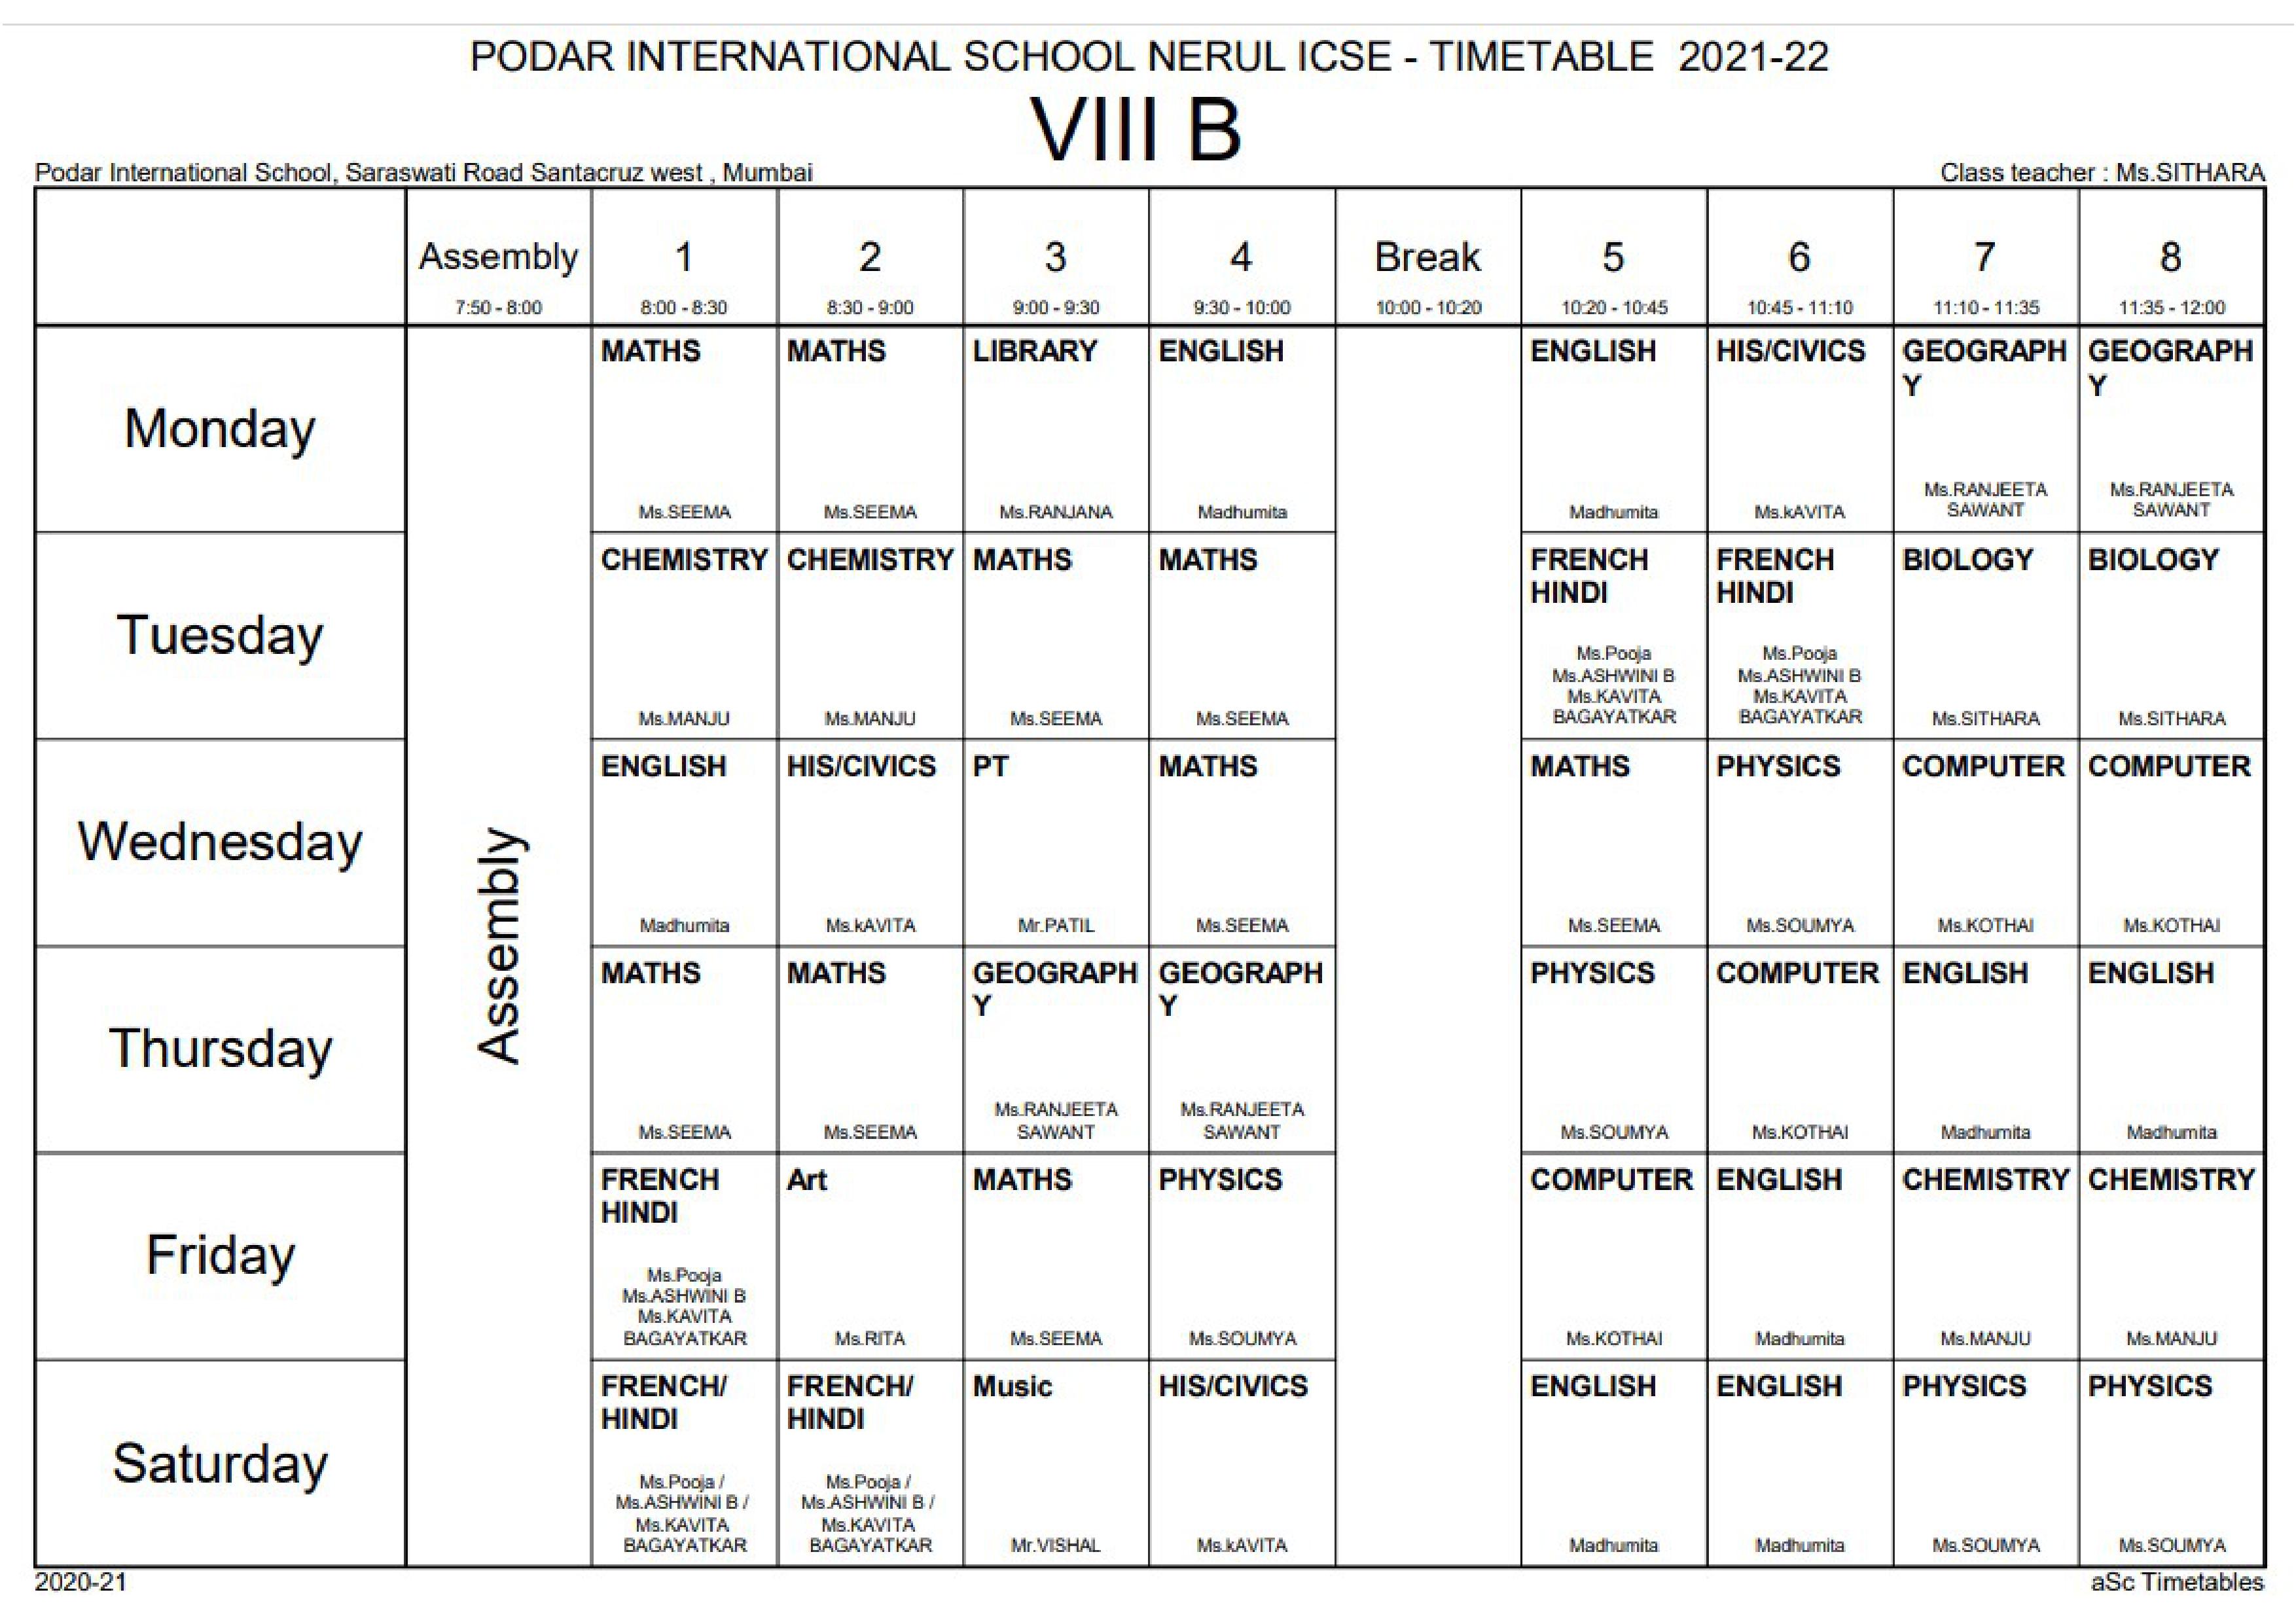 PODAR INTERNATIONAL SCHOOL NERUL ICSE - TIMETABLE 2021-22
VIII B
Podar International School, Saraswati Road Santacruz west , Mumbai
Class teacher : Ms.SITHARA
Assembly 1 2 3 4 Break 5 6 7 8
7:50 - 8:00 8:00 - 8:30 8:30 - 9:00 9:00 - 9:30 9:30 - 10:00 10:00 - 10:20 10:20 - 10:45 10:45 - 11:10 11:10 - 11:35 11:35 - 12:00
Assembly
Monday
MATHS
Ms.SEEMA
MATHS
Ms.SEEMA
LIBRARY
Ms.RANJANA
ENGLISH
Madhumita
ENGLISH
Madhumita
HIS/CIVICS
Ms.kAVITA
GEOGRAPH
Y
Ms.RANJEETA
SAWANT
GEOGRAPH
Y
Ms.RANJEETA
SAWANT
Tuesday
CHEMISTRY
Ms.MANJU
CHEMISTRY
Ms.MANJU
MATHS
Ms.SEEMA
MATHS
Ms.SEEMA
FRENCH
HINDI
Ms.Pooja
Ms.ASHWINI B
Ms.KAVITA
BAGAYATKAR
FRENCH
HINDI
Ms.Pooja
Ms.ASHWINI B
Ms.KAVITA
BAGAYATKAR
BIOLOGY
Ms.SITHARA
BIOLOGY
Ms.SITHARA
Wednesday
ENGLISH
Madhumita
HIS/CIVICS
Ms.kAVITA
PT
Mr.PATIL
MATHS
Ms.SEEMA
MATHS
Ms.SEEMA
PHYSICS
Ms.SOUMYA
COMPUTER
Ms.KOTHAI
COMPUTER
Ms.KOTHAI
Thursday
MATHS
Ms.SEEMA
MATHS
Ms.SEEMA
GEOGRAPH
Y
Ms.RANJEETA
SAWANT
GEOGRAPH
Y
Ms.RANJEETA
SAWANT
PHYSICS
Ms.SOUMYA
COMPUTER
Ms.KOTHAI
ENGLISH
Madhumita
ENGLISH
Madhumita
Friday
FRENCH
HINDI
Ms.Pooja
Ms.ASHWINI B
Ms.KAVITA
BAGAYATKAR
Art
Ms.RITA
MATHS
Ms.SEEMA
PHYSICS
Ms.SOUMYA
COMPUTER
Ms.KOTHAI
ENGLISH
Madhumita
CHEMISTRY
Ms.MANJU
CHEMISTRY
Ms.MANJU
Saturday
FRENCH/
HINDI
Ms.Pooja /
Ms.ASHWINI B /
Ms.KAVITA
BAGAYATKAR
FRENCH/
HINDI
Ms.Pooja /
Ms.ASHWINI B /
Ms.KAVITA
BAGAYATKAR
Music
Mr.VISHAL
HIS/CIVICS
Ms.kAVITA
ENGLISH
Madhumita
ENGLISH
Madhumita
PHYSICS
Ms.SOUMYA
PHYSICS
Ms.SOUMYA
2020-21
aSc Timetables